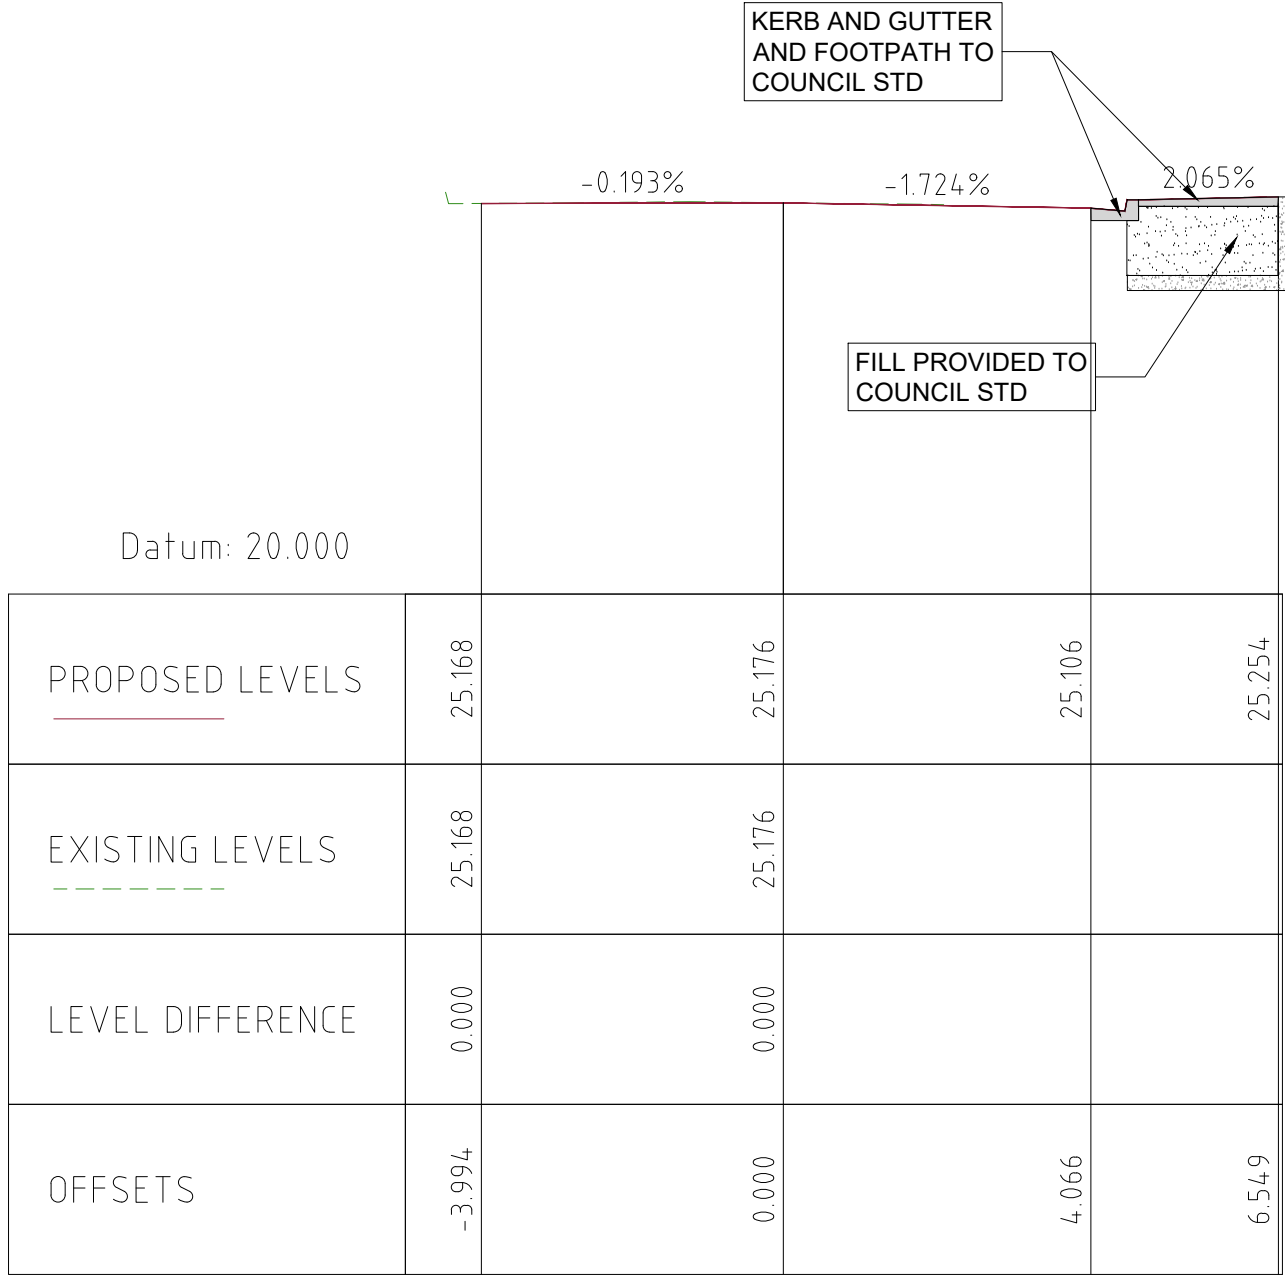 KERB AND GUTTER
AND FOOTPATH TO
COUNCIL STD
-0.193%
-1.724%
2.065%
FILL PROVIDED TO
COUNCIL STD
Datum: 20.000
PROPOSED LEVELS 25.168 25.176 25.106 25.254
EXISTING LEVELS 25.168 25.176
LEVEL DIFFERENCE 0.000 0.000
OFFSETS -3.994 0.000 4.066 6.549